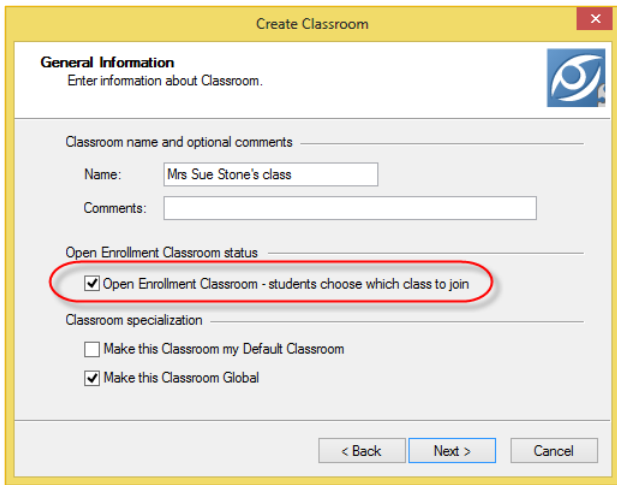 Create Classroom
General Information
Enter information about Classroom.
Classroom name and optional comments
Name: Mrs Sue Stone's class
Comments:
Open Enrollment Classroom status
Open Enrollment Classroom - students choose which class to join
Classroom specialization
Make this Classroom my Default Classroom
Make this Classroom Global
< Back Next > Cancel